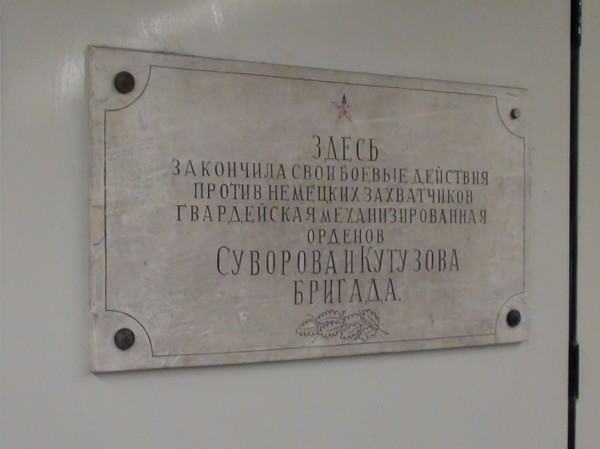 ЗДЕСЬ
ЗАКОНЧИЛА СВОИ БОЕВЫЕ ДЕЙСТВИЯ
ПРОТИВ НЕМЕЦКИХ ЗАХВАТЧИКОВ
ГВАРДЕЙСКАЯ МЕХАНИЗИРОВАННАЯ
ОРДЕНОВ
СУВОРОВА И КУТУЗОВА
БРИГАДА.